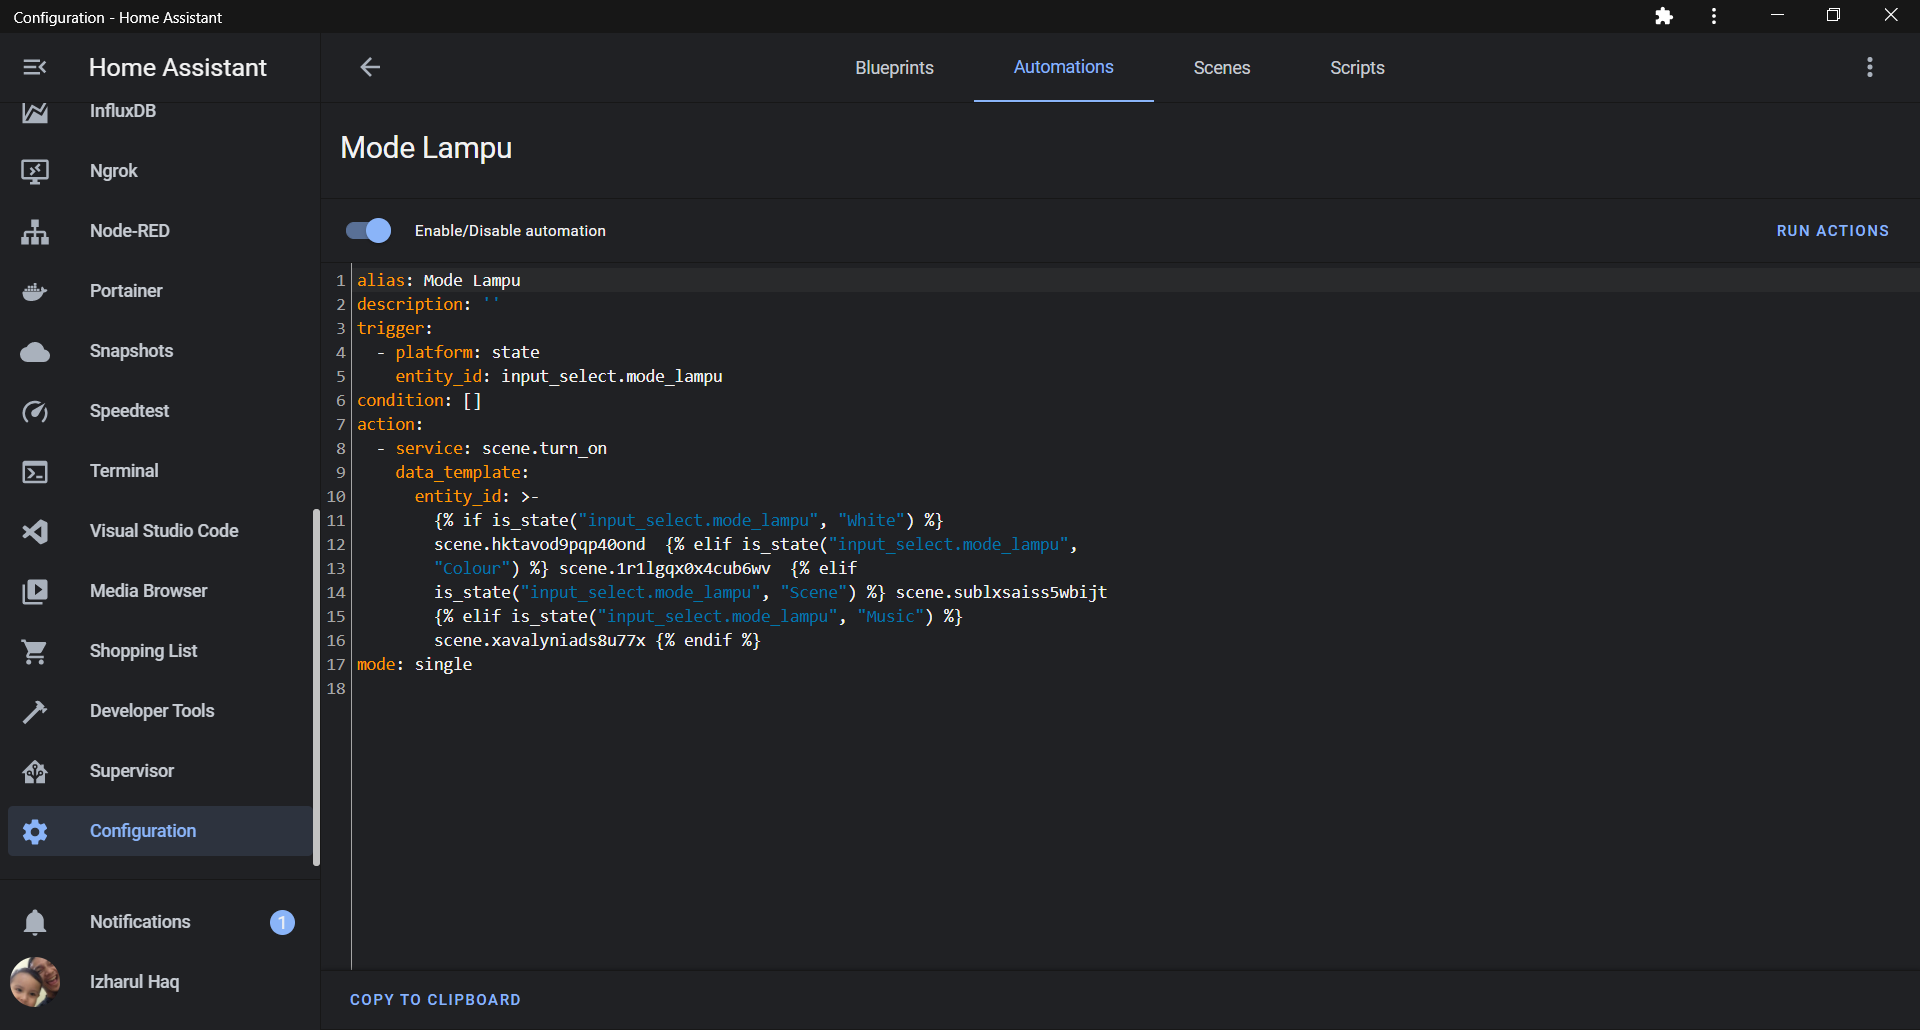 Configuration - Home Assistant
Home Assistant
Blueprints
Automations
Scenes
Scripts
InfluxDB
Ngrok
Node-RED
Portainer
Snapshots
Speedtest
Terminal
Visual Studio Code
Media Browser
Shopping List
Developer Tools
Supervisor
Configuration
Notifications 1
Izharul Haq
Mode Lampu
Enable/Disable automation
RUN ACTIONS
1 alias: Mode Lampu
2 description: ''
3 trigger:
4   - platform: state
5     entity_id: input_select.mode_lampu
6 condition: []
7 action:
8   - service: scene.turn_on
9     data_template:
10       entity_id: >-
11         {% if is_state("input_select.mode_lampu", "White") %}
12         scene.hktavod9pqp40ond  {% elif is_state("input_select.mode_lampu",
13         "Colour") %} scene.1r1lgqx0x4cub6wv  {% elif
14         is_state("input_select.mode_lampu", "Scene") %} scene.sublxsaiss5wbijt
15         {% elif is_state("input_select.mode_lampu", "Music") %}
16         scene.xavalyniads8u77x {% endif %}
17 mode: single
18
COPY TO CLIPBOARD